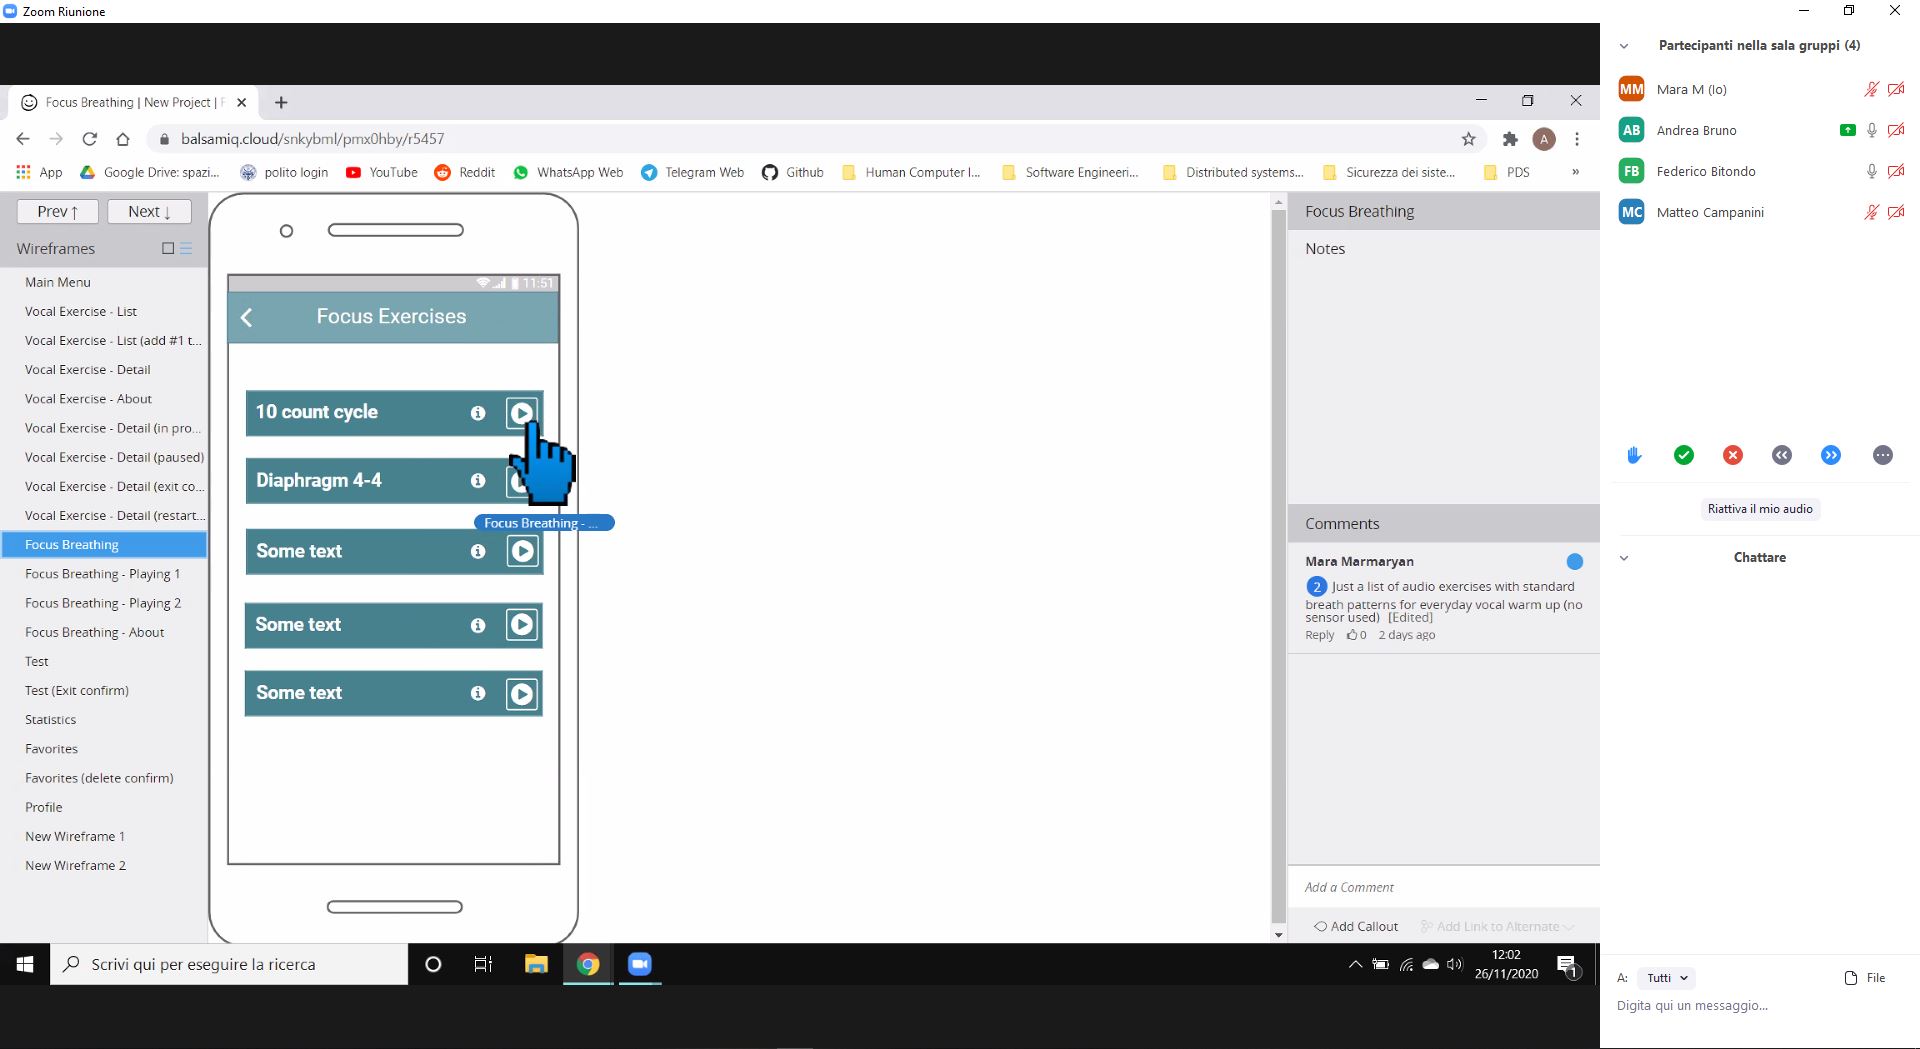 Zoom Riunione
Focus Breathing | New Project | F
balsamiq.cloud/snkybml/pmx0hby/r5457
A
App
Google Drive: spazi...
polito login
YouTube
Reddit
WhatsApp Web
Telegram Web
Github
Human Computer I...
Software Engineeri...
Distributed systems...
Sicurezza dei siste...
PDS
»
Prev ↑
Next ↓
Wireframes
Main Menu
Vocal Exercise - List
Vocal Exercise - List (add #1 t...
Vocal Exercise - Detail
Vocal Exercise - About
Vocal Exercise - Detail (in pro...
Vocal Exercise - Detail (paused)
Vocal Exercise - Detail (exit co...
Vocal Exercise - Detail (restart...
Focus Breathing
Focus Breathing - Playing 1
Focus Breathing - Playing 2
Focus Breathing - About
Test
Test (Exit confirm)
Statistics
Favorites
Favorites (delete confirm)
Profile
New Wireframe 1
New Wireframe 2
11:51
Focus Exercises
10 count cycle
Diaphragm 4-4
Focus Breathing - ...
Some text
Some text
Some text
Focus Breathing
Notes
Comments
Mara Marmaryan
2 Just a list of audio exercises with standard
breath patterns for everyday vocal warm up (no
sensor used) [Edited]
Reply 0 2 days ago
Add a Comment
Add Callout
Add Link to Alternate
Scrivi qui per eseguire la ricerca
12:02
26/11/2020
1
Partecipanti nella sala gruppi (4)
MM Mara M (Io)
AB Andrea Bruno
FB Federico Bitondo
MC Matteo Campanini
Riattiva il mio audio
Chattare
A: Tutti
File
Digita qui un messaggio...